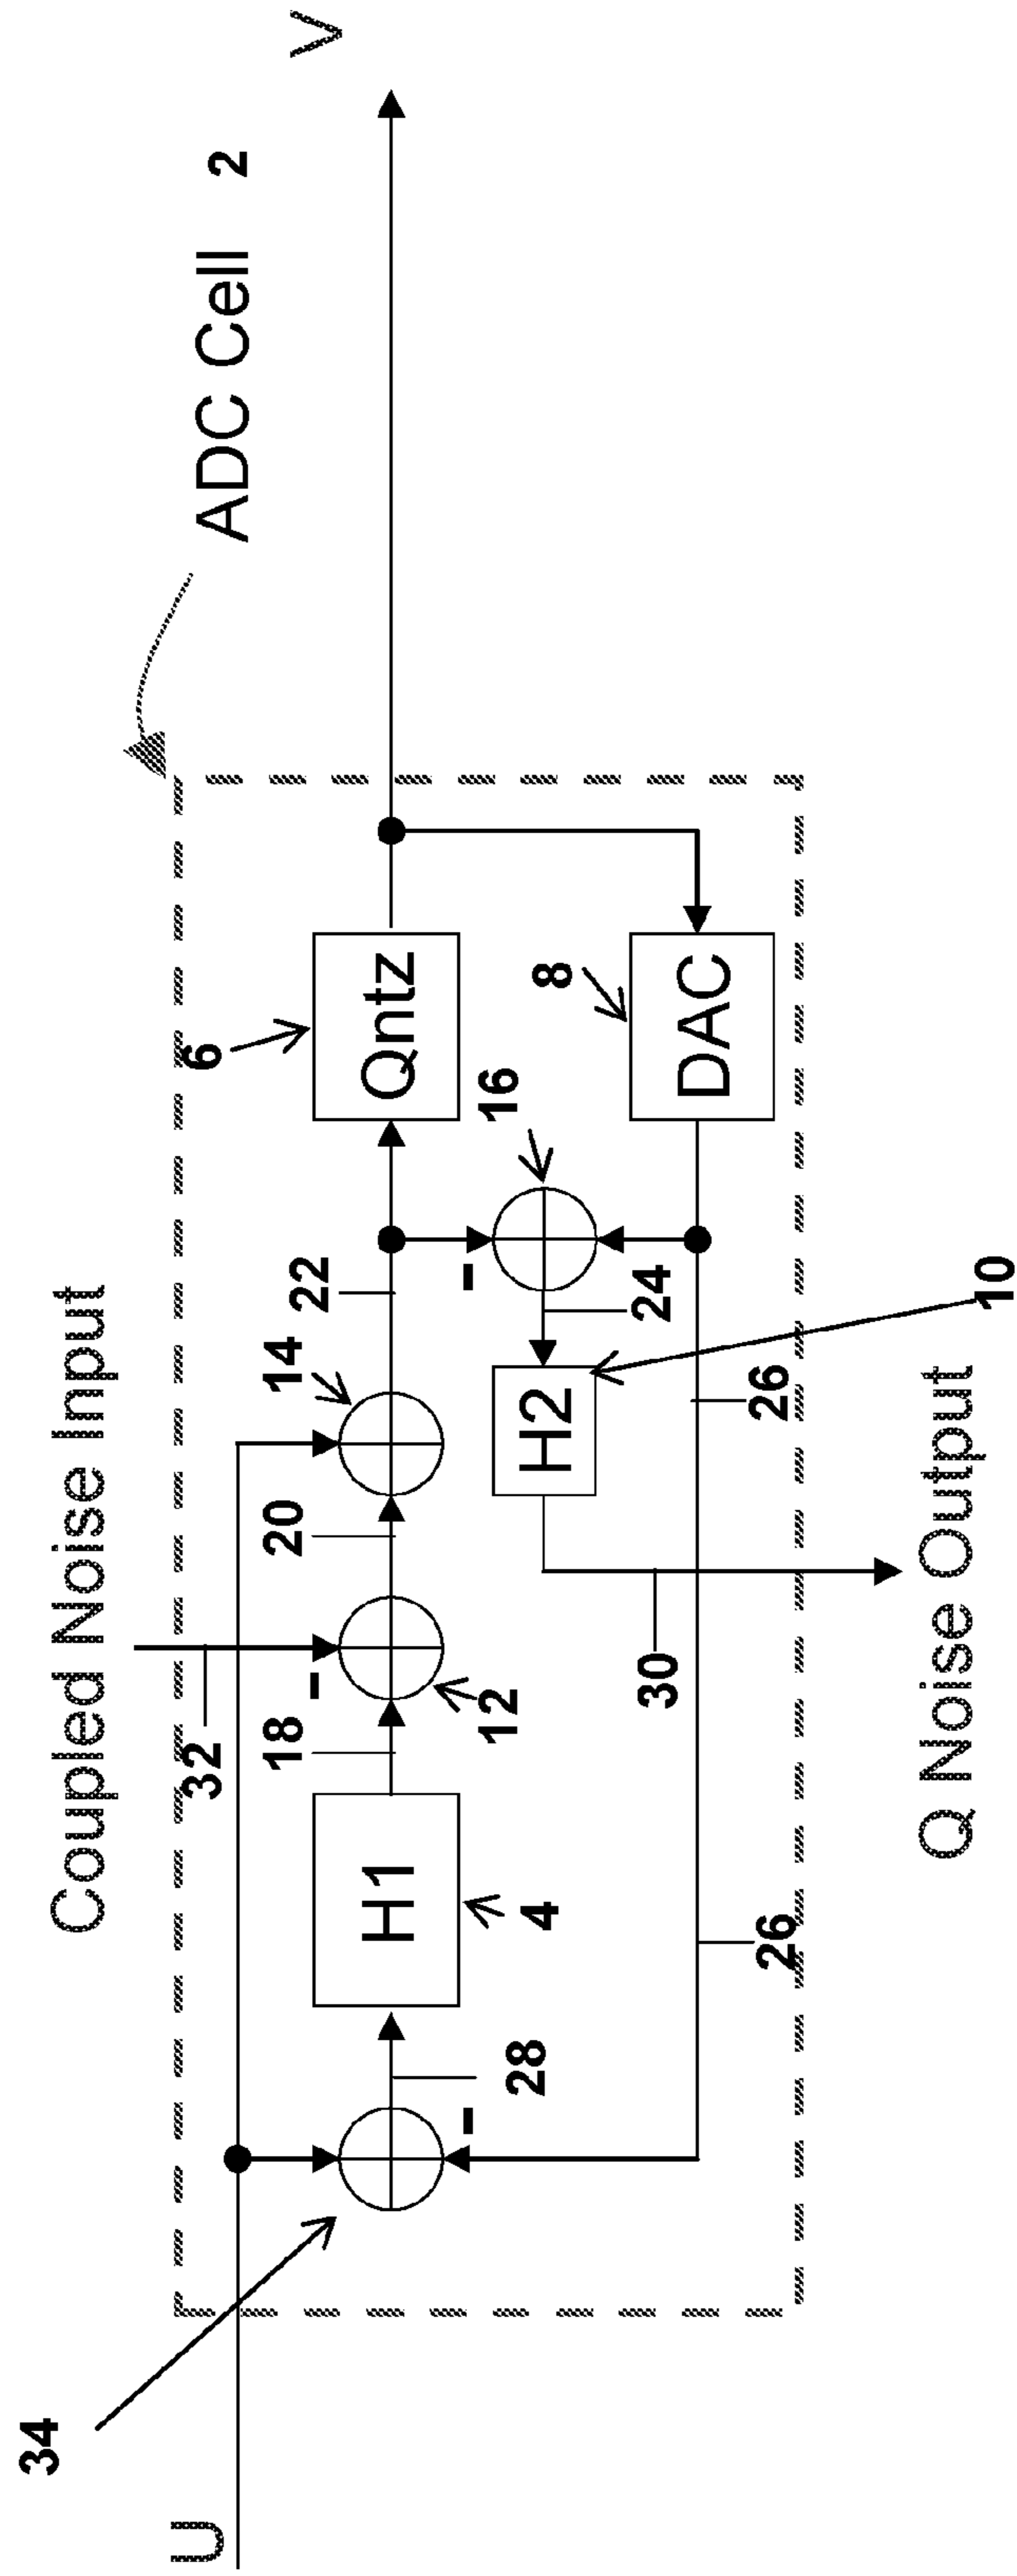 ADC Cell 2
Coupled Noise Input
U
V
34
32
6
18
20
14
22
H1
Qntz
4
12
28
16
8
H2
24
DAC
30
26
26
10
Q Noise Output